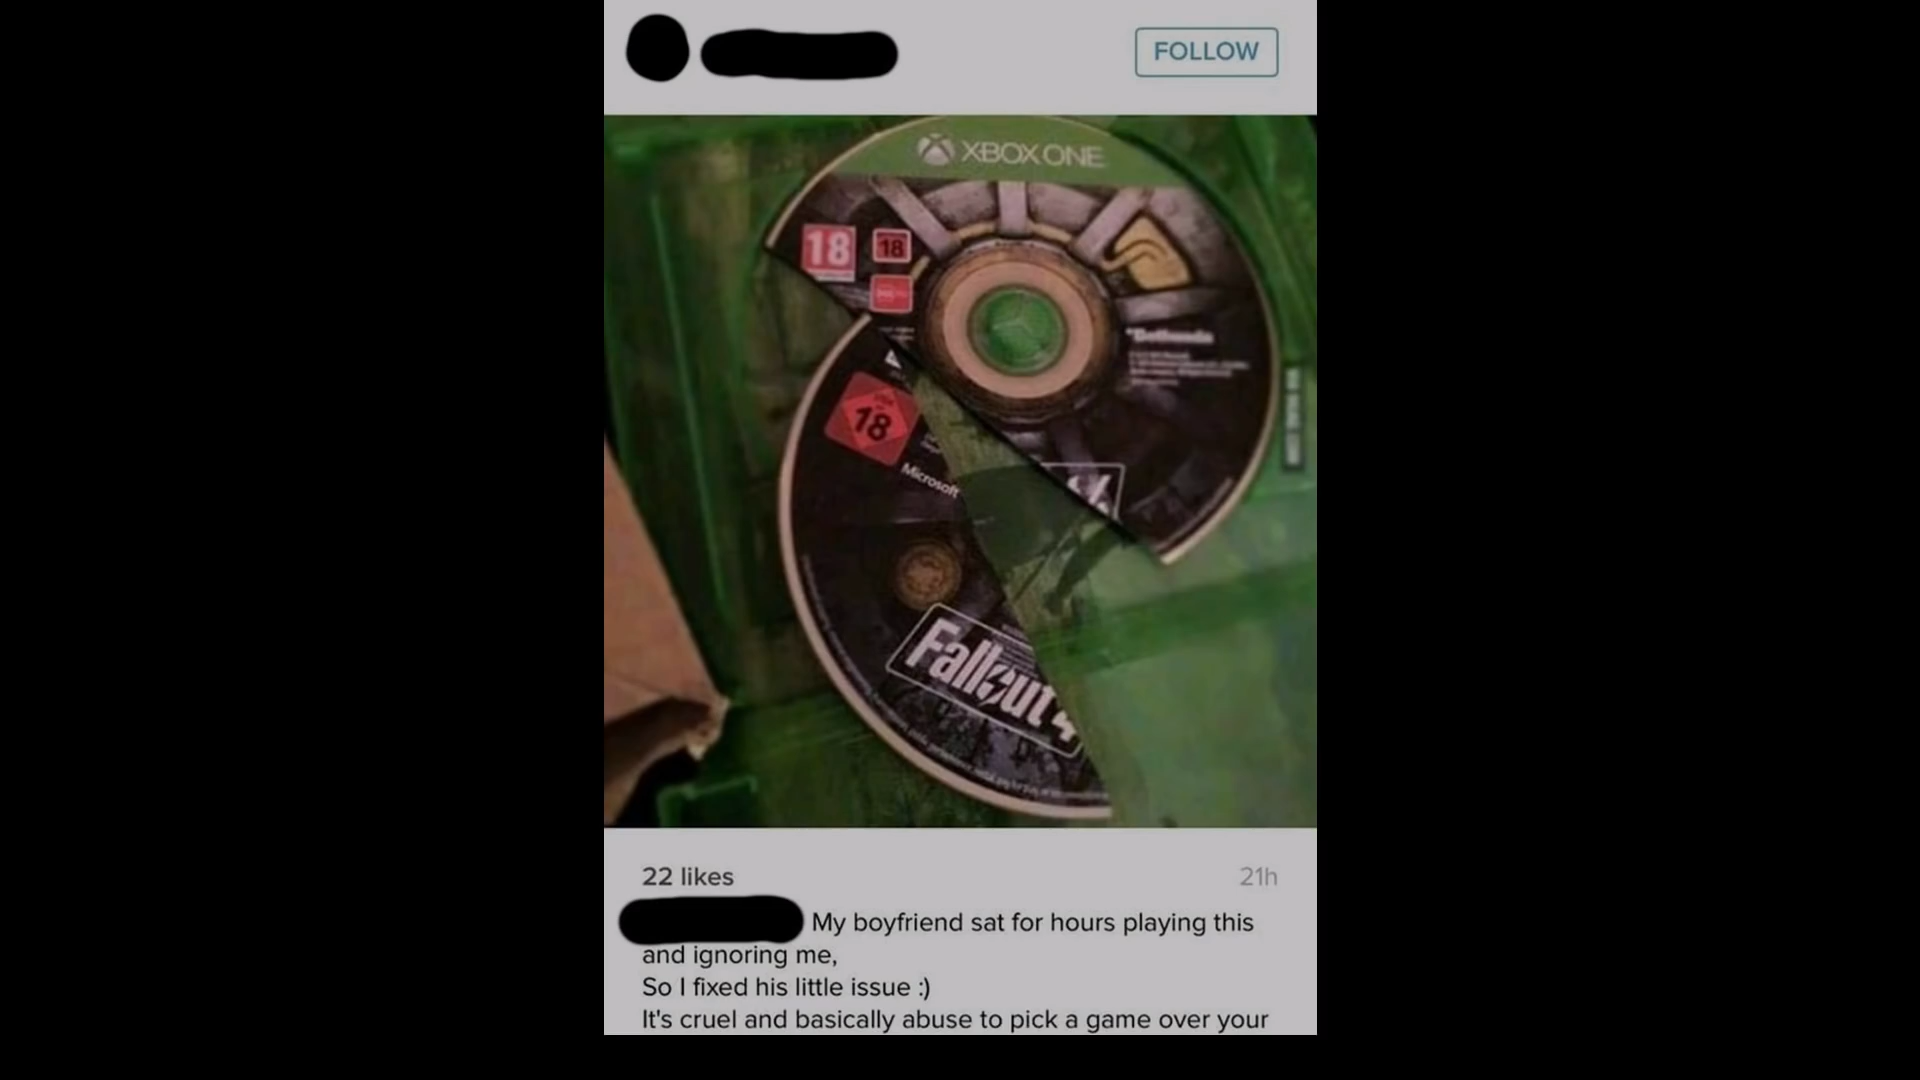 FOLLOW
XBOX ONE
18
18
Bethesda
18
Microsoft
Fallout 4
22 likes
21h
My boyfriend sat for hours playing this
and ignoring me,
So I fixed his little issue :)
It's cruel and basically abuse to pick a game over your